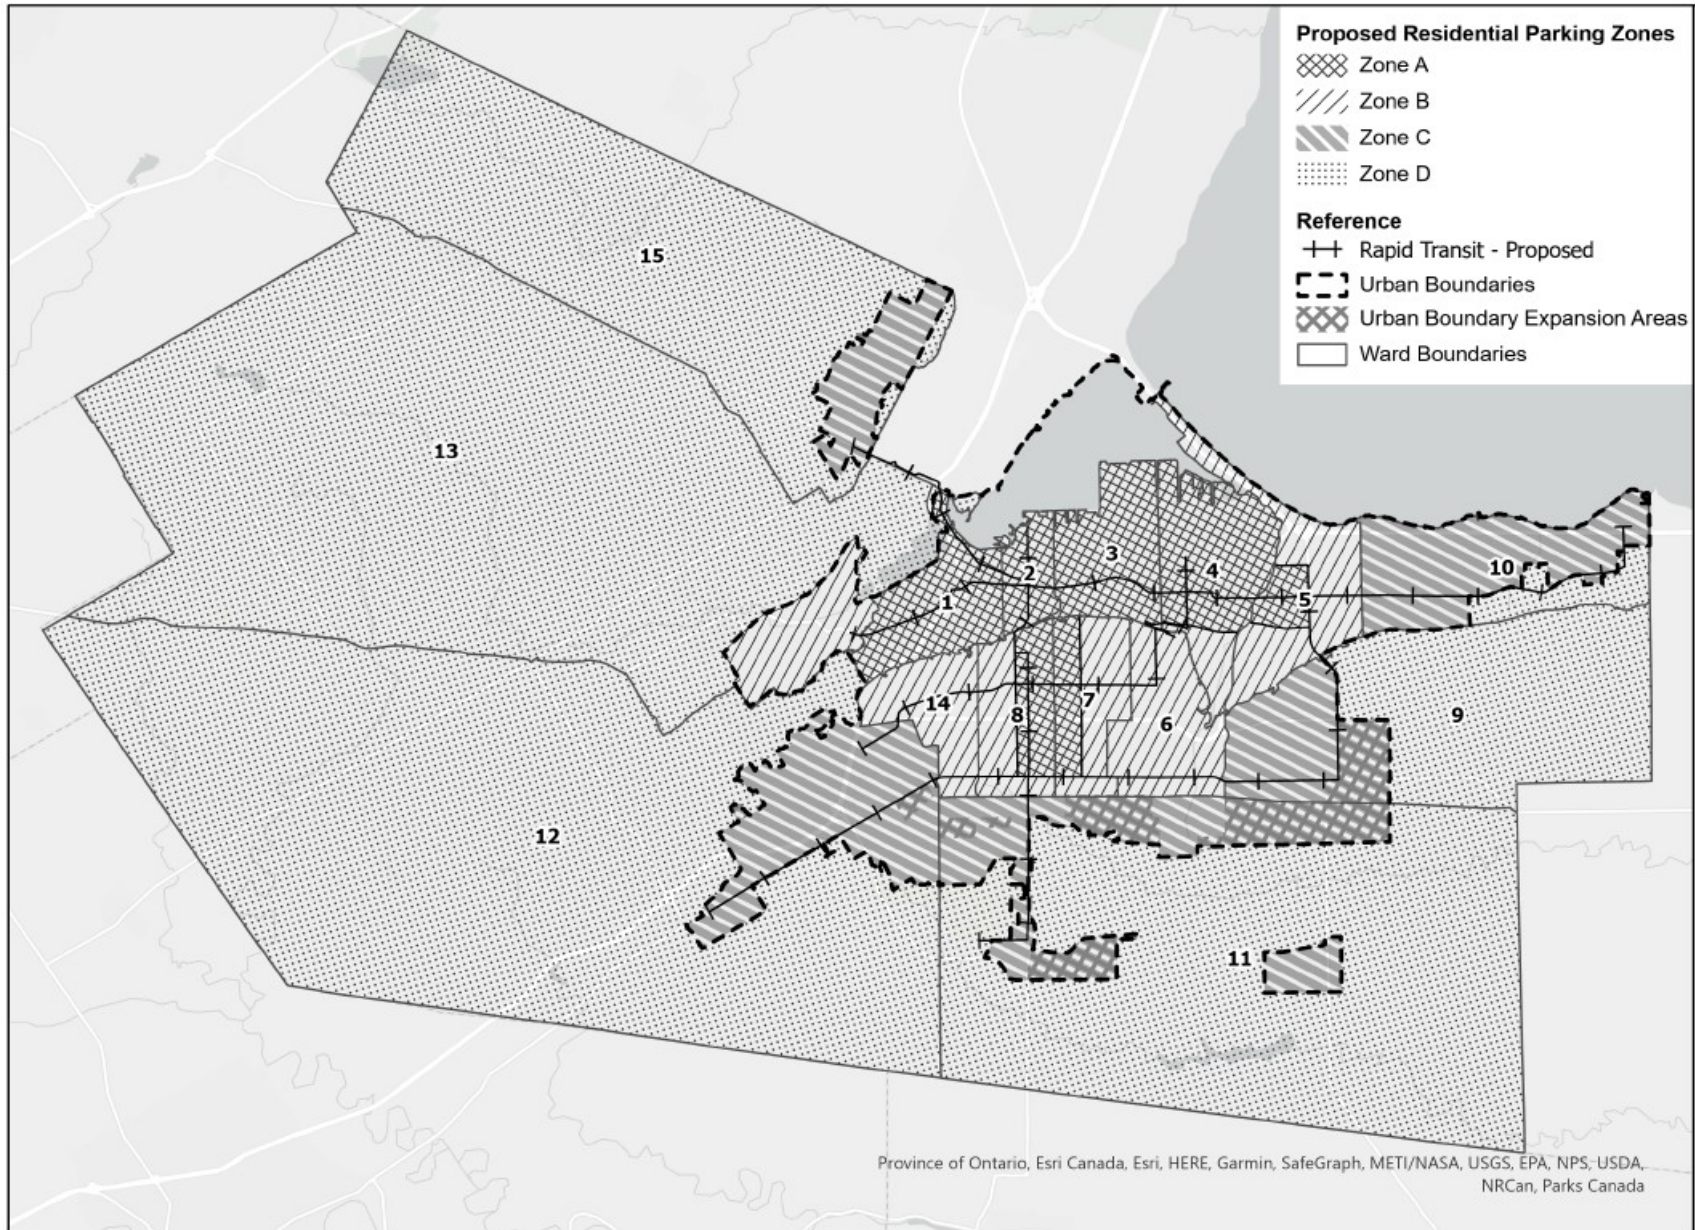 Proposed Residential Parking Zones
Zone A
Zone B
Zone C
Zone D
Reference
Rapid Transit - Proposed
Urban Boundaries
Urban Boundary Expansion Areas
Ward Boundaries
15
13
3
10
2
4
1
5
14
7
8
6
9
12
11
Province of Ontario, Esri Canada, Esri, HERE, Garmin, SafeGraph, METI/NASA, USGS, EPA, NPS, USDA,
NRCan, Parks Canada